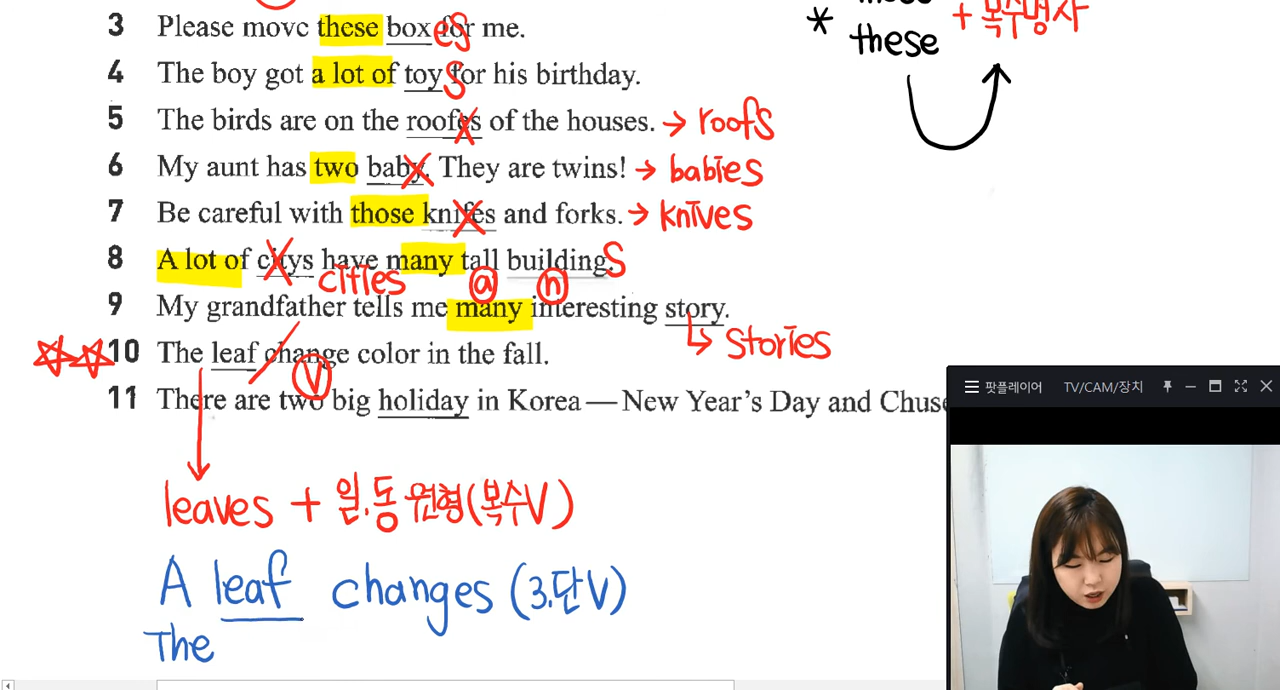 * these + 복수명사
3 Please move these boxes for me.
4 The boy got a lot of toys for his birthday.
5 The birds are on the roofes of the houses. → roofs
6 My aunt has two baby. They are twins! → babies
7 Be careful with those knifes and forks. → knives
8 A lot of citys have many tall buildings.
cities ⓐ ⓝ
9 My grandfather tells me many interesting story.
↳ stories
☆☆10 The leaf change color in the fall.
Ⓥ
11 There are two big holiday in Korea — New Year's Day and
leaves + 일.동원형(복수V)
A leaf changes (3.단V)
The
팟플레이어 TV/CAM/장치